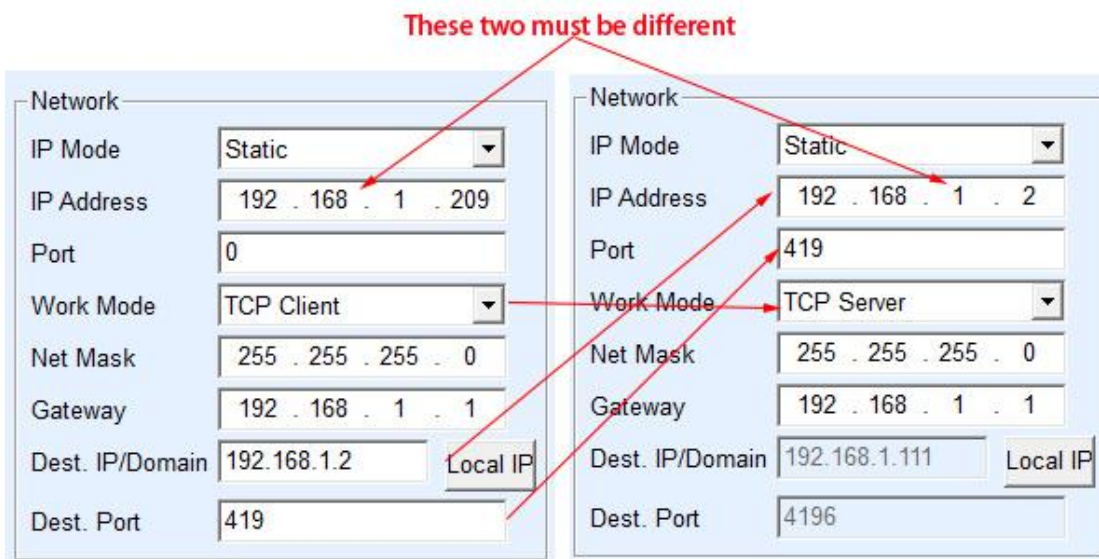 These two must be different
Network
IP Mode Static
IP Address 192 . 168 . 1 . 209
Port 0
Work Mode TCP Client
Net Mask 255 . 255 . 255 . 0
Gateway 192 . 168 . 1 . 1
Dest. IP/Domain 192.168.1.2 Local IP
Dest. Port 419
Network
IP Mode Static
IP Address 192 . 168 . 1 . 2
Port 419
Work Mode TCP Server
Net Mask 255 . 255 . 255 . 0
Gateway 192 . 168 . 1 . 1
Dest. IP/Domain 192.168.1.111 Local IP
Dest. Port 4196